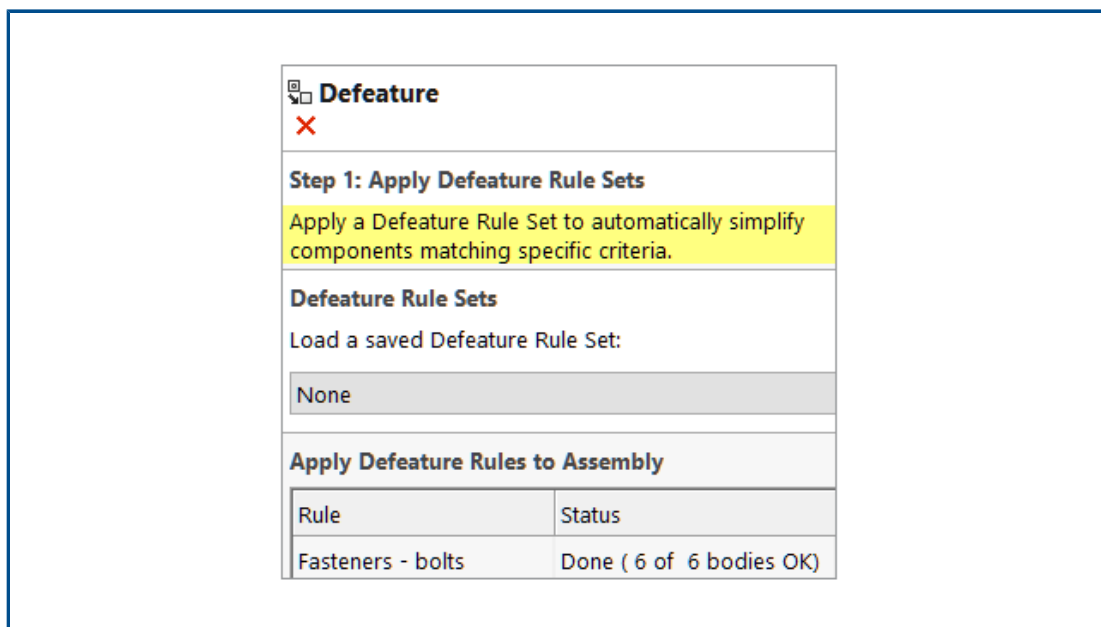 Defeature
Step 1: Apply Defeature Rule Sets
Apply a Defeature Rule Set to automatically simplify
components matching specific criteria.
Defeature Rule Sets
Load a saved Defeature Rule Set:
None
Apply Defeature Rules to Assembly
Rule Status
Fasteners - bolts Done ( 6 of  6 bodies OK)